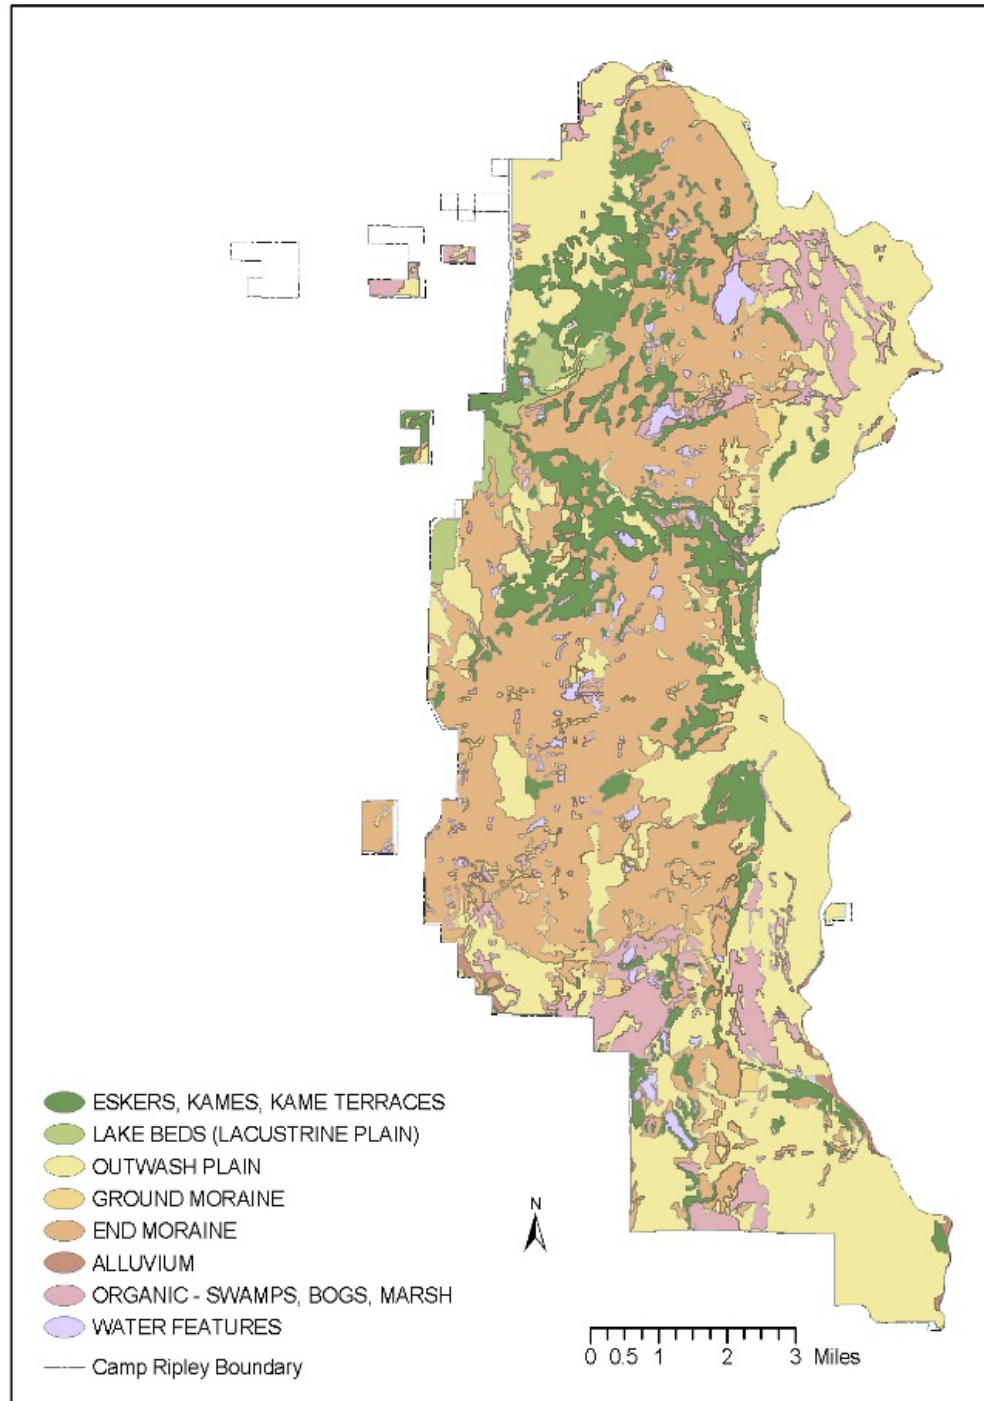 ESKERS, KAMES, KAME TERRACES
LAKE BEDS (LACUSTRINE PLAIN)
OUTWASH PLAIN
GROUND MORAINE
END MORAINE
ALLUVIUM
ORGANIC - SWAMPS, BOGS, MARSH
WATER FEATURES
Camp Ripley Boundary
N
0 0.5 1 2 3 Miles